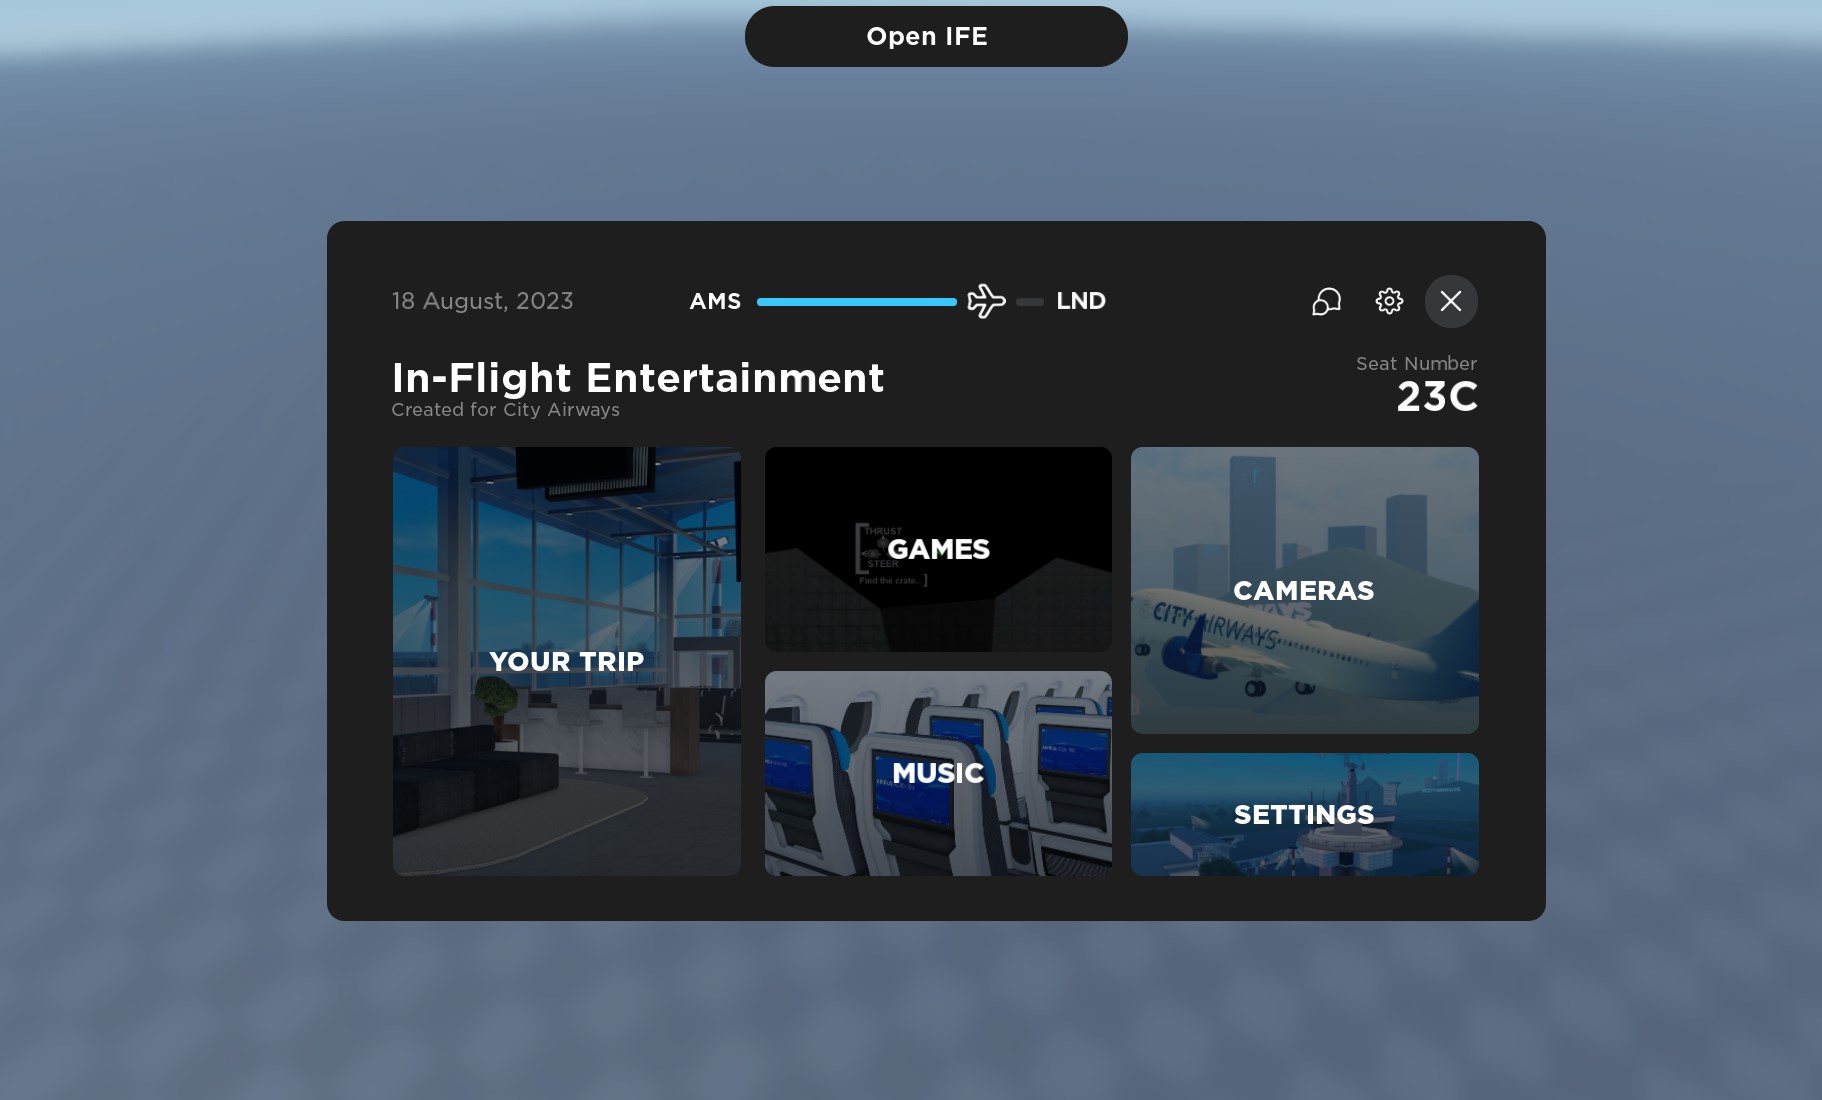 Open IFE
18 August, 2023
AMS
LND
In-Flight Entertainment
Created for City Airways
Seat Number
23C
YOUR TRIP
THRUST
STEER
Find the crate...]
GAMES
MUSIC
CITY AIRWAYS
CAMERAS
SETTINGS